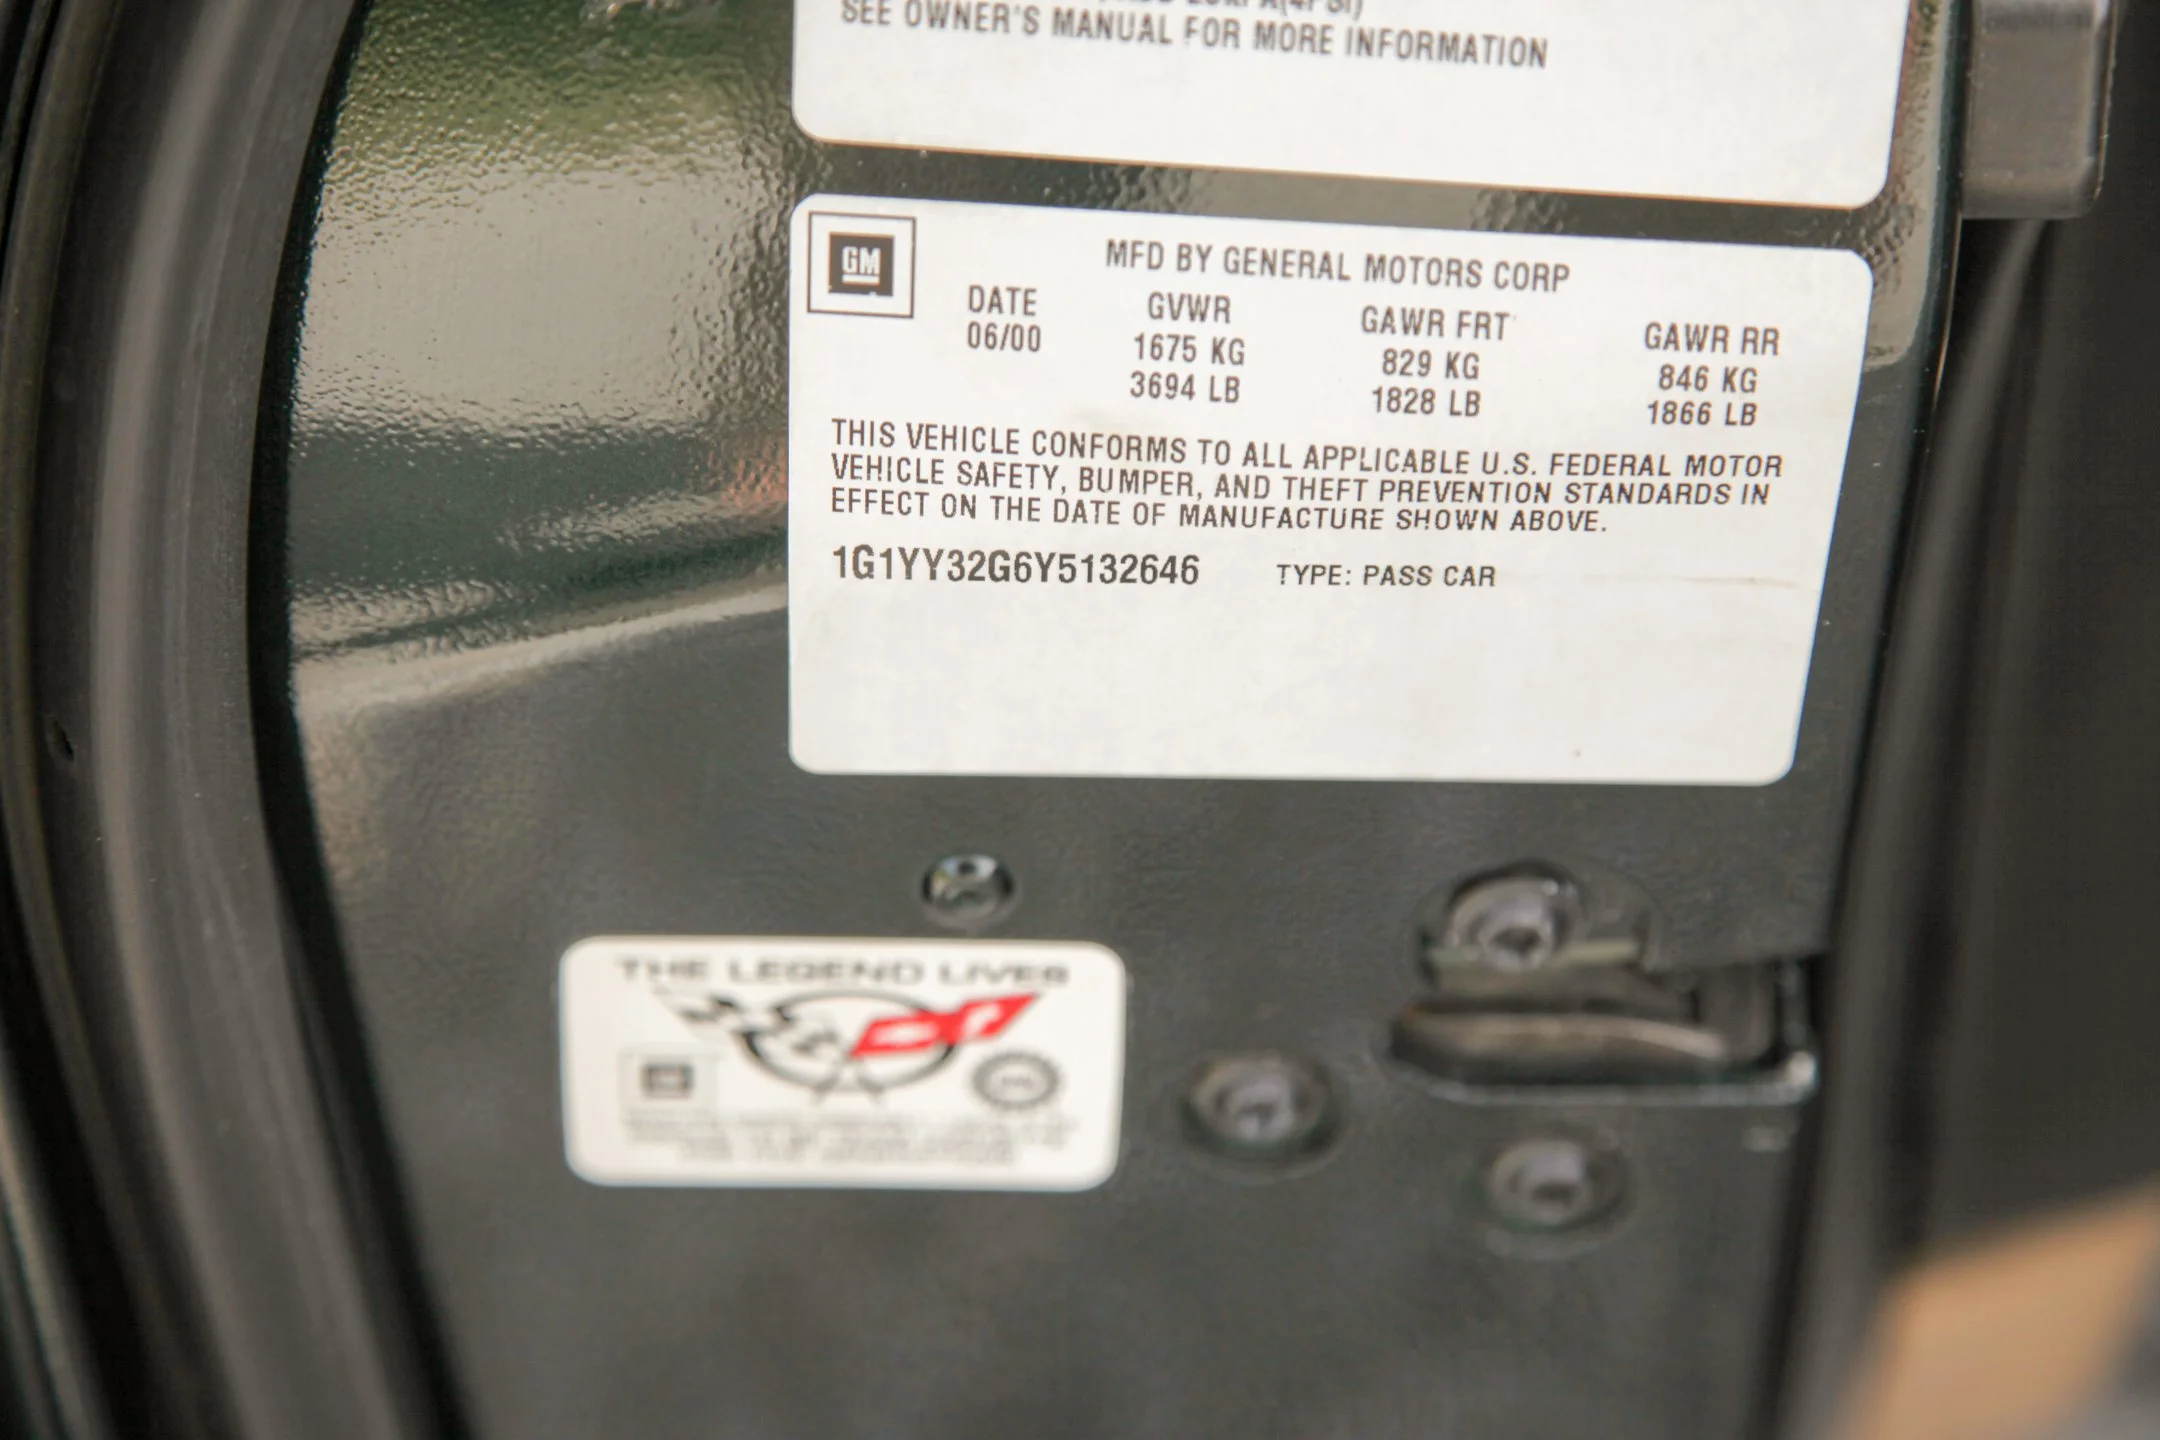 SEE OWNER'S MANUAL FOR MORE INFORMATION
GM
MFD BY GENERAL MOTORS CORP
DATE GVWR GAWR FRT GAWR RR
06/00 1675 KG 829 KG 846 KG
3694 LB 1828 LB 1866 LB
THIS VEHICLE CONFORMS TO ALL APPLICABLE U.S. FEDERAL MOTOR
VEHICLE SAFETY, BUMPER, AND THEFT PREVENTION STANDARDS IN
EFFECT ON THE DATE OF MANUFACTURE SHOWN ABOVE.
1G1YY32G6Y5132646 TYPE: PASS CAR
THE LEGEND LIVES